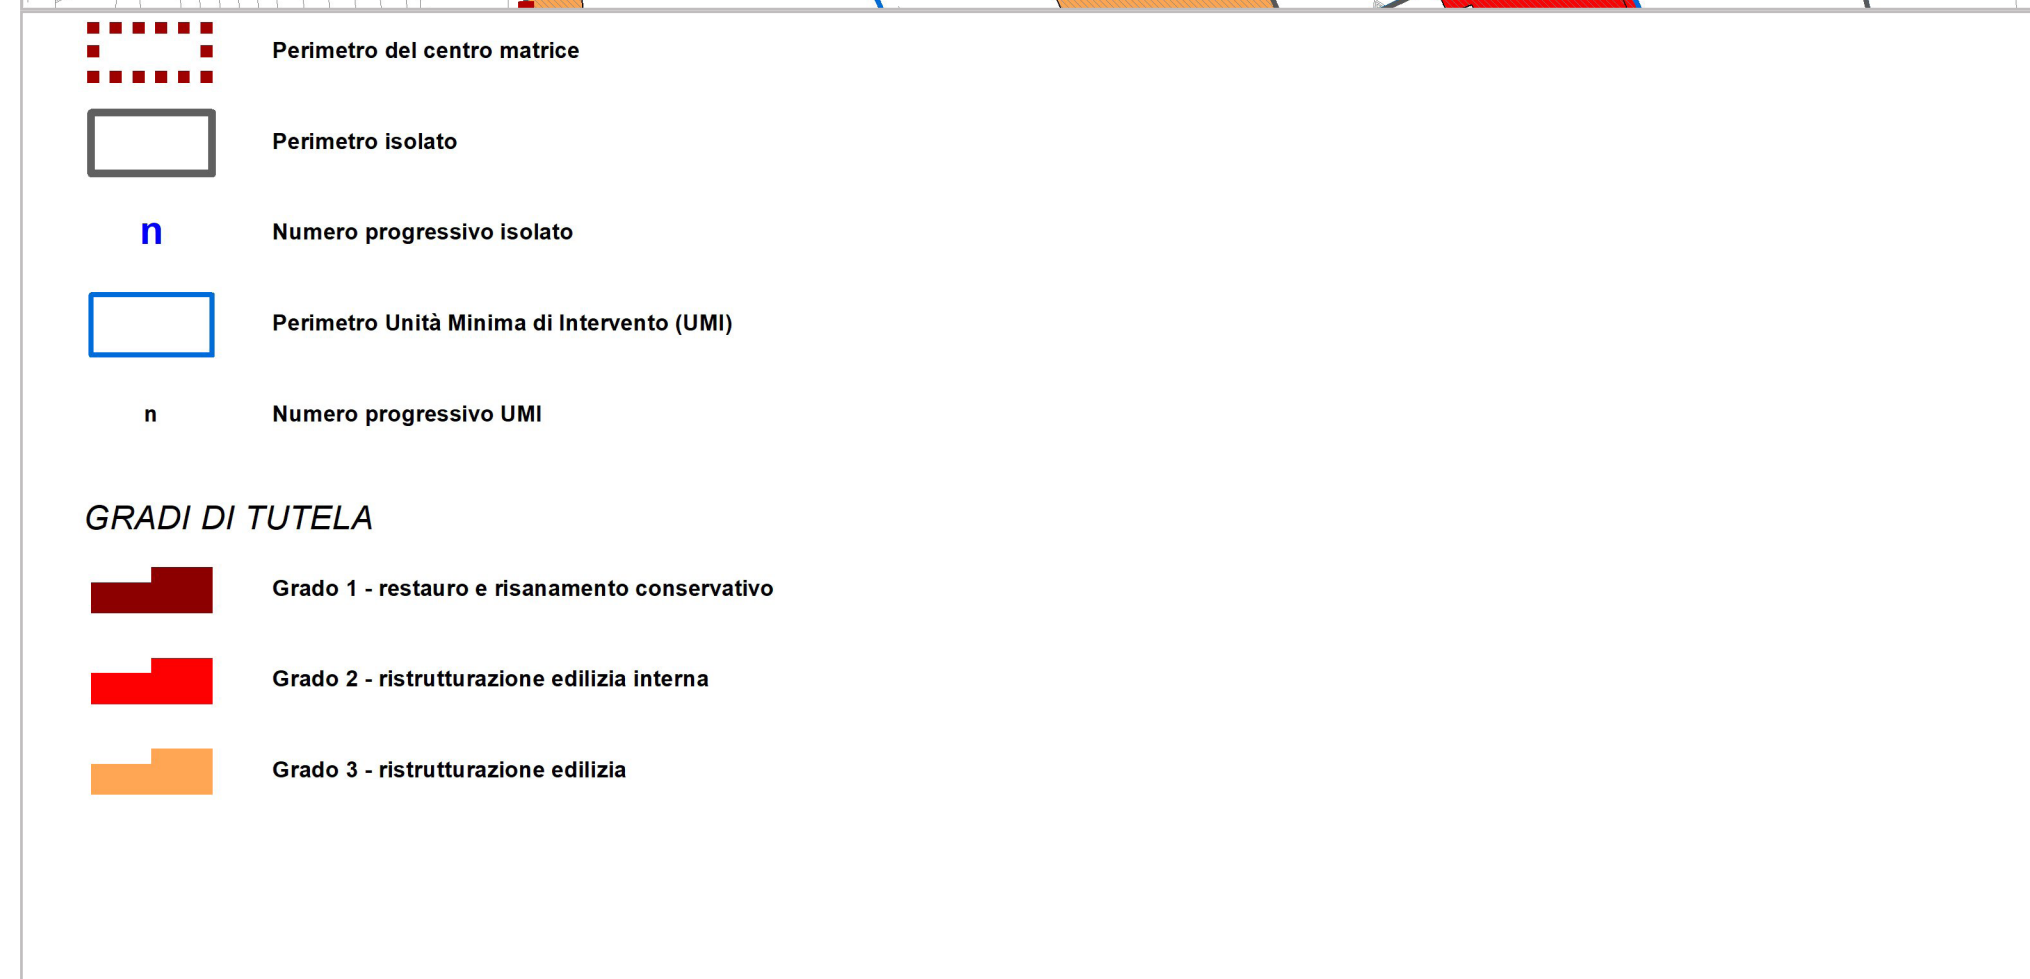 Perimetro del centro matrice
Perimetro isolato
n
Numero progressivo isolato
Perimetro Unità Minima di Intervento (UMI)
n
Numero progressivo UMI
GRADI DI TUTELA
Grado 1 - restauro e risanamento conservativo
Grado 2 - ristrutturazione edilizia interna
Grado 3 - ristrutturazione edilizia